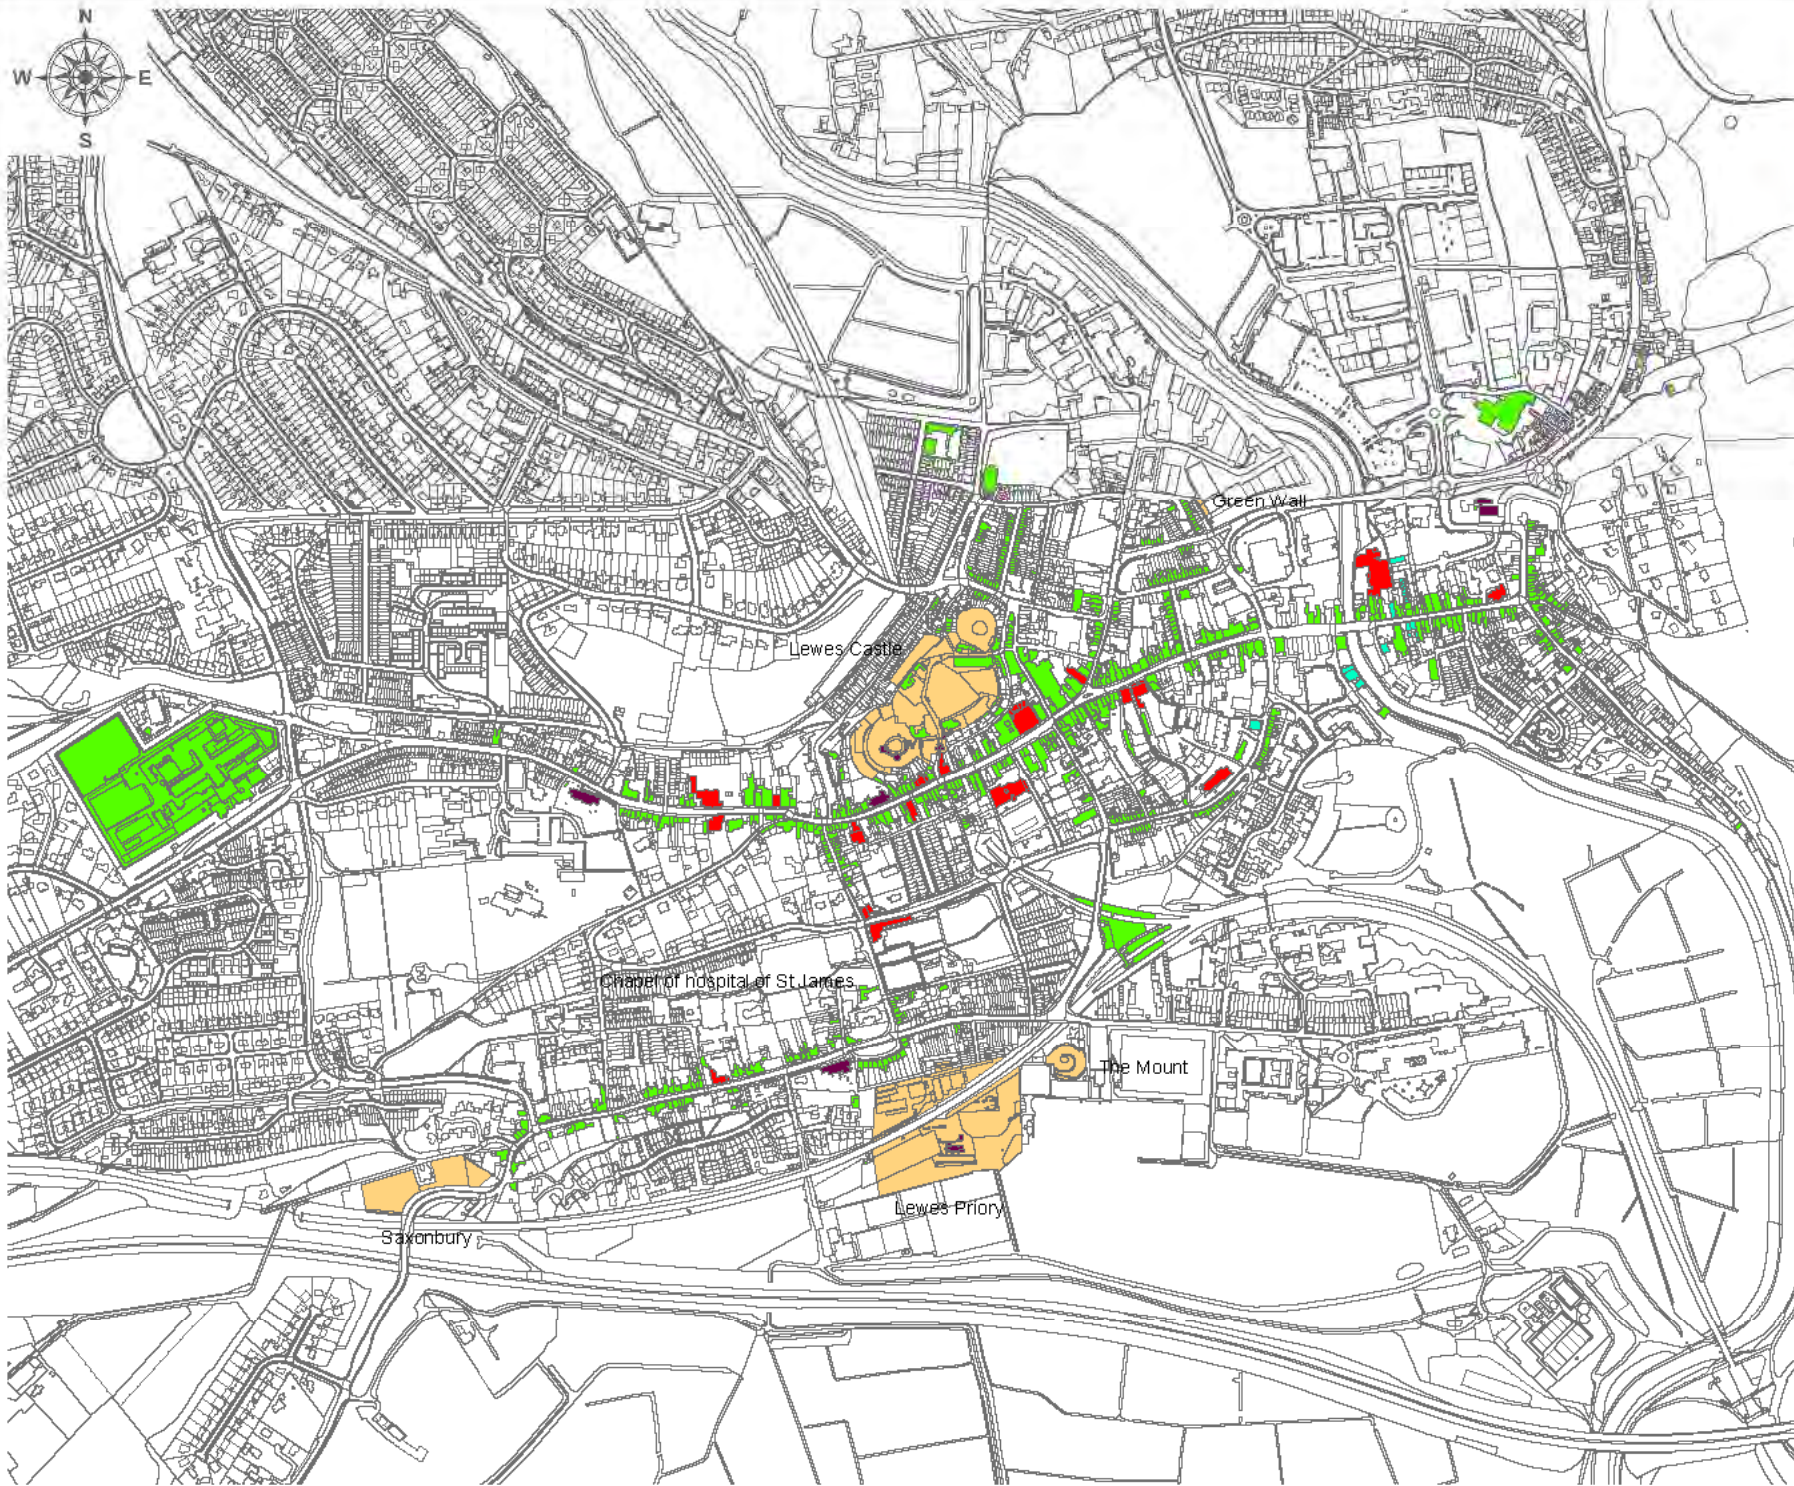 N
W E
S
Green Wall
Lewes Castle
Chapel of hospital of St James
The Mount
Lewes Priory
Saxonbury